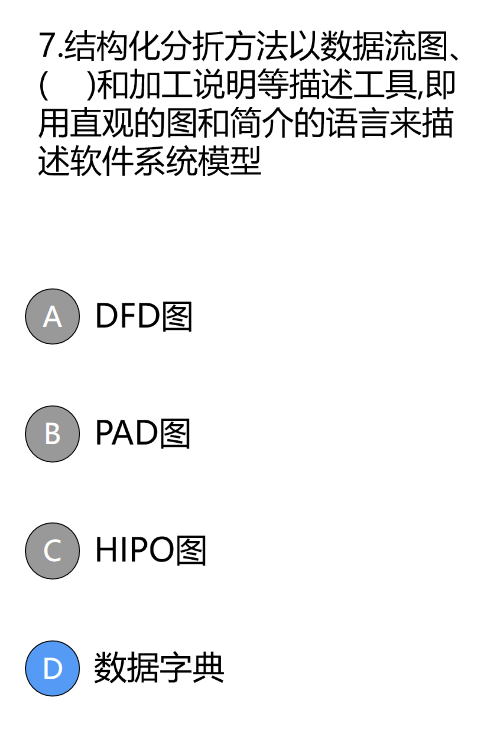 7.结构化分折方法以数据流图、
(    )和加工说明等描述工具,即
用直观的图和简介的语言来描
述软件系统模型
A DFD图
B PAD图
C HIPO图
D 数据字典